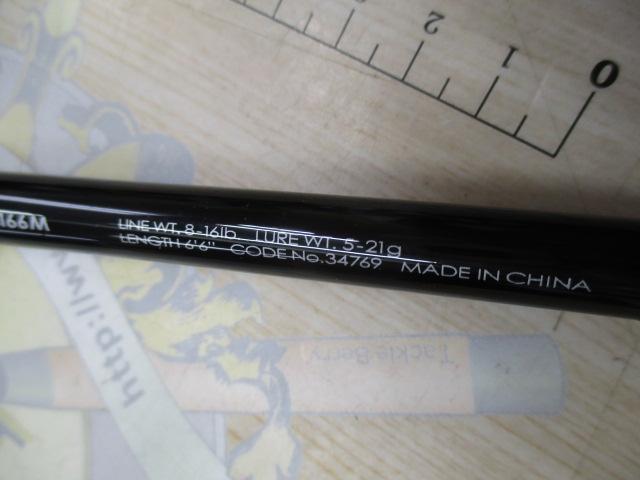 0 1 2
166M
LINE WT. 8-16lb LURE WT. 5-21g
LENGTH 6'6" CODE No.34769 MADE IN CHINA
http://www
Tackle Berry